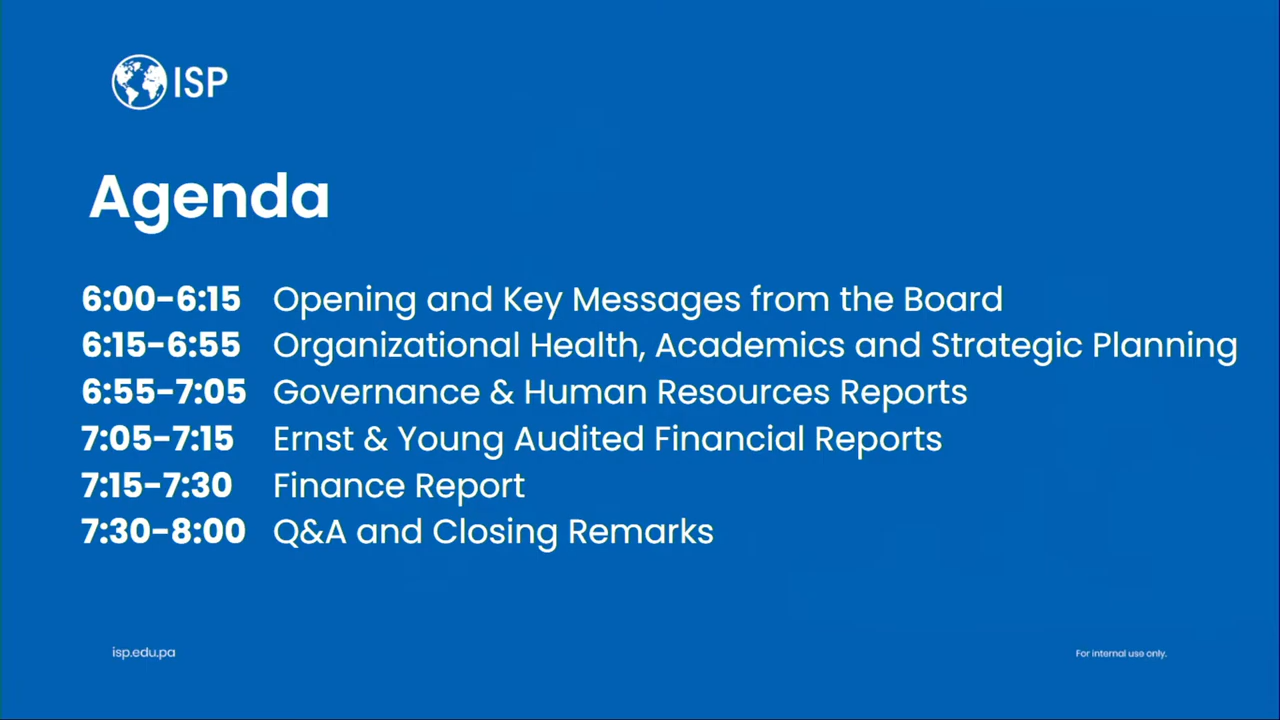 ISP
Agenda
6:00-6:15 Opening and Key Messages from the Board
6:15-6:55 Organizational Health, Academics and Strategic Planning
6:55-7:05 Governance & Human Resources Reports
7:05-7:15 Ernst & Young Audited Financial Reports
7:15-7:30 Finance Report
7:30-8:00 Q&A and Closing Remarks
isp.edu.pa
For internal use only.